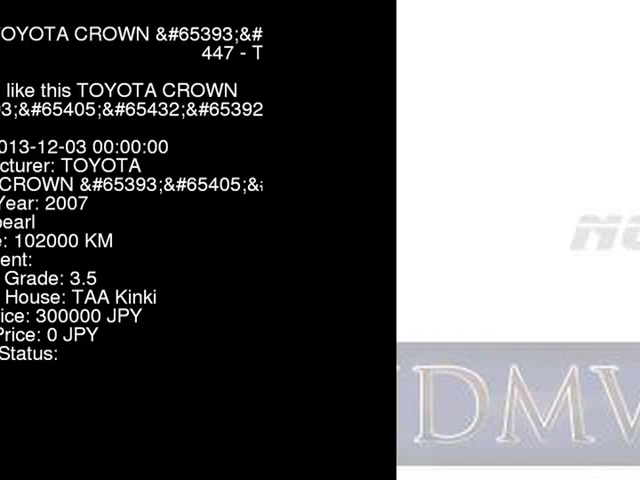 TOYOTA CROWN &#65393;&#
447 - T
like this TOYOTA CROWN
3;&#65405;&#65432;&#65392
013-12-03 00:00:00
cturer: TOYOTA
CROWN &#65393;&#65405;&
Year: 2007
pearl
e: 102000 KM
ent:
Grade: 3.5
House: TAA Kinki
ice: 300000 JPY
Price: 0 JPY
Status:
DMV